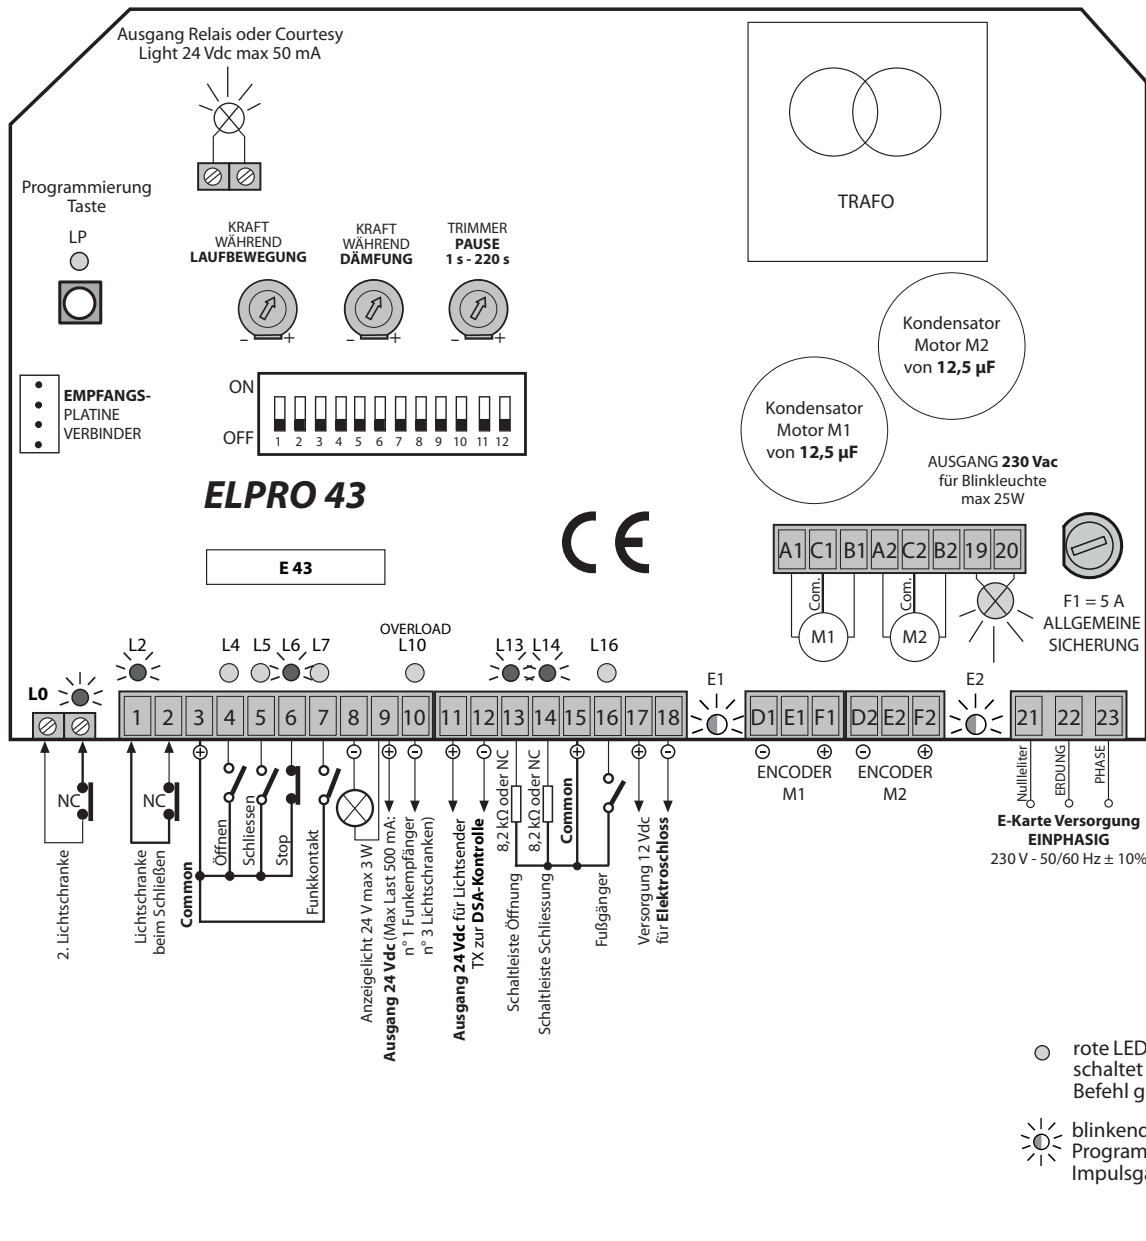 Ausgang Relais oder Courtesy
Light 24 Vdc max 50 mA
Programmierung
Taste
LP
KRAFT
WÄHREND
LAUFBEWEGUNG
KRAFT
WÄHREND
DÄMFUNG
TRIMMER
PAUSE
1 s - 220 s
- +
- +
- +
TRAFO
Kondensator
Motor M2
von 12,5 µF
Kondensator
Motor M1
von 12,5 µF
EMPFANGS-
PLATINE
VERBINDER
ON
OFF
1 2 3 4 5 6 7 8 9 10 11 12
ELPRO 43
E 43
CE
AUSGANG 230 Vac
für Blinkleuchte
max 25W
A1 C1 B1 A2 C2 B2 19 20
Com.
Com.
M1
M2
F1 = 5 A
ALLGEMEINE
SICHERUNG
OVERLOAD
L0
L2
L4 L5 L6 L7
L10
L13 L14
L16
E1
E2
1 2 3 4 5 6 7 8 9 10 11 12 13 14 15 16 17 18
D1 E1 F1 D2 E2 F2
21 22 23
NC
2. Lichtschranke
NC
Lichtschranke
beim Schließen
Common
Öffnen
Schliessen
Stop
Funkkontakt
Anzeigelicht 24 V max 3 W
Ausgang 24 Vdc (Max Last 500 mA:
n° 1 Funkempfänger
n° 3 Lichtschranken)
Ausgang 24 Vdc für Lichtsender
TX zur DSA-Kontrolle
8,2 kΩ oder NC
Schaltleiste Öffnung
8,2 kΩ oder NC
Schaltleiste Schliessung
Common
Fußgänger
Versorgung 12 Vdc
für Elektroschloss
ENCODER
M1
ENCODER
M2
Nullleliter
ERDUNG
PHASE
E-Karte Versorgung
EINPHASIG
230 V - 50/60 Hz ± 10%
rote LED
schaltet
Befehl g
blinkend
Program
Impulsga